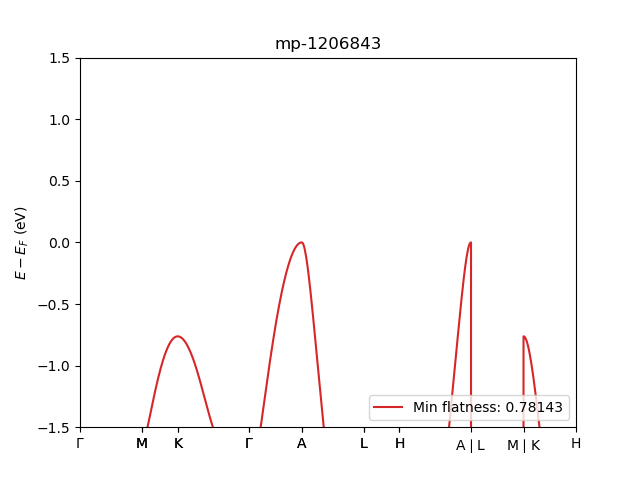 mp-1206843
E − E_F (eV)
1.5
1.0
0.5
0.0
−0.5
−1.0
−1.5
Min flatness: 0.78143
Γ M K Γ A L H A | L M | K H